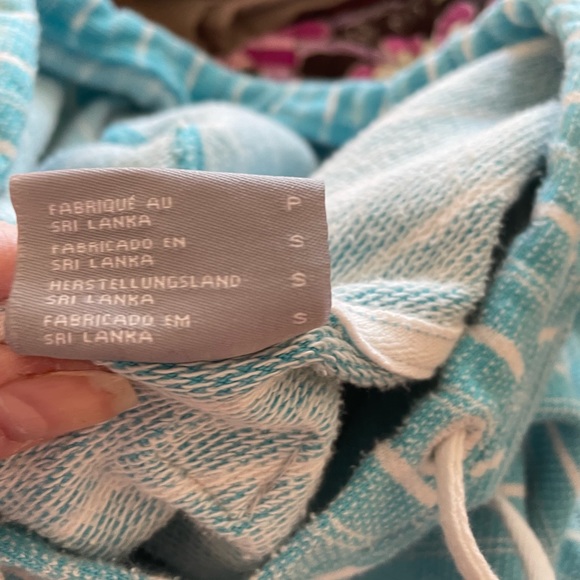 FABRIQUÉ AU P
SRI LANKA
FABRICADO EN S
SRI LANKA
HERSTELLUNGSLAND S
SRI LANKA
FABRICADO EM S
SRI LANKA